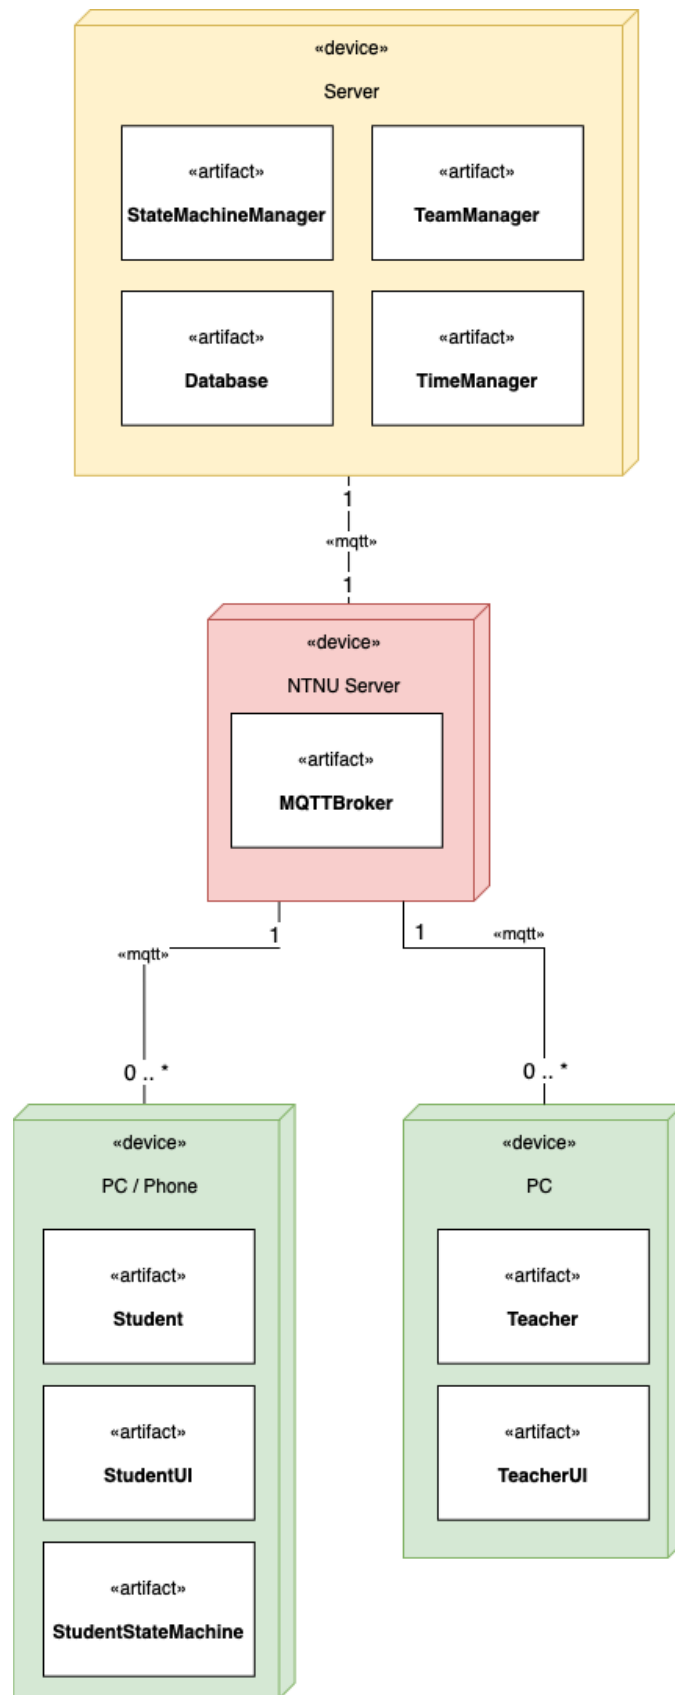 «device»
Server
«artifact»
StateMachineManager
«artifact»
TeamManager
«artifact»
Database
«artifact»
TimeManager
1
«mqtt»
1
«device»
NTNU Server
«artifact»
MQTTBroker
1
«mqtt»
0 .. *
1
«mqtt»
0 .. *
«device»
PC / Phone
«artifact»
Student
«artifact»
StudentUI
«artifact»
StudentStateMachine
«device»
PC
«artifact»
Teacher
«artifact»
TeacherUI